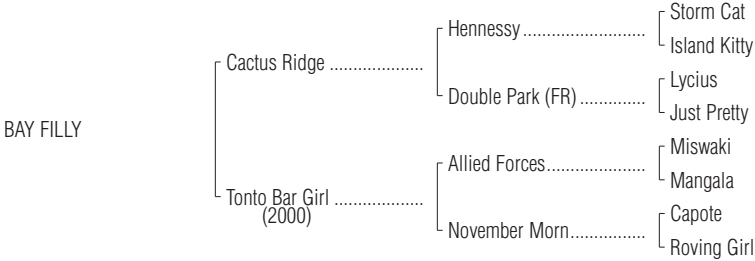 Storm Cat
Hennessy ..........................
Island Kitty
Cactus Ridge ....................
Lycius
Double Park (FR) ..............
Just Pretty
BAY FILLY
Miswaki
Allied Forces.....................
Mangala
Tonto Bar Girl ...................
(2000)
Capote
November Morn................
Roving Girl